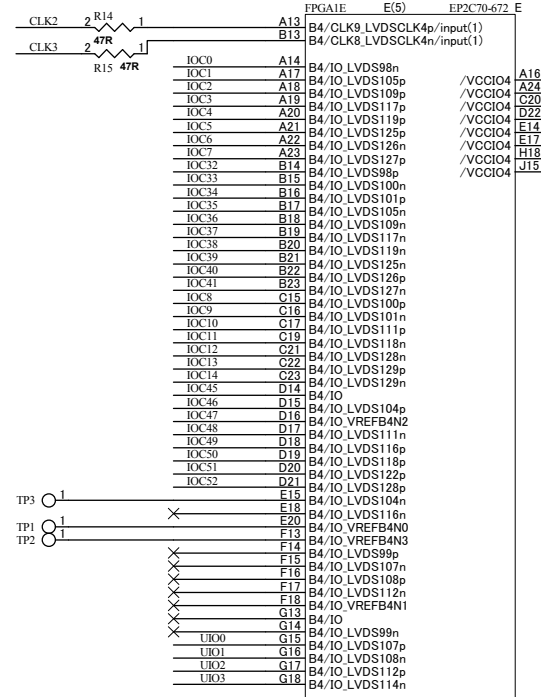 FPGA1E E(5) EP2C70-672 E
CLK2 2 R14 1 A13 B4/CLK9_LVDSCLK4p/input(1)
47R
CLK3 2 1 B13 B4/CLK8_LVDSCLK4n/input(1)
R15 47R
IOC0 A14 B4/IO_LVDS98n
IOC1 A17 B4/IO_LVDS105p /VCCIO4 A16
IOC2 A18 B4/IO_LVDS109p /VCCIO4 A24
IOC3 A19 B4/IO_LVDS117p /VCCIO4 C20
IOC4 A20 B4/IO_LVDS119p /VCCIO4 D22
IOC5 A21 B4/IO_LVDS125p /VCCIO4 E14
IOC6 A22 B4/IO_LVDS126n /VCCIO4 E17
IOC7 A23 B4/IO_LVDS127p /VCCIO4 H18
IOC32 B14 B4/IO_LVDS98p /VCCIO4 J15
IOC33 B15 B4/IO_LVDS100n
IOC34 B16 B4/IO_LVDS101p
IOC35 B17 B4/IO_LVDS105n
IOC36 B18 B4/IO_LVDS109n
IOC37 B19 B4/IO_LVDS117n
IOC38 B20 B4/IO_LVDS119n
IOC39 B21 B4/IO_LVDS125n
IOC40 B22 B4/IO_LVDS126p
IOC41 B23 B4/IO_LVDS127n
IOC8 C15 B4/IO_LVDS100p
IOC9 C16 B4/IO_LVDS101n
IOC10 C17 B4/IO_LVDS111p
IOC11 C19 B4/IO_LVDS118n
IOC12 C21 B4/IO_LVDS128n
IOC13 C22 B4/IO_LVDS129p
IOC14 C23 B4/IO_LVDS129n
IOC45 D14 B4/IO
IOC46 D15 B4/IO_LVDS104p
IOC47 D16 B4/IO_VREFB4N2
IOC48 D17 B4/IO_LVDS111n
IOC49 D18 B4/IO_LVDS116p
IOC50 D19 B4/IO_LVDS118p
IOC51 D20 B4/IO_LVDS122p
IOC52 D21 B4/IO_LVDS128p
TP3 1 E15 B4/IO_LVDS104n
E18 B4/IO_LVDS116n
TP1 1 E20 B4/IO_VREFB4N0
TP2 1 F13 B4/IO_VREFB4N3
F14 B4/IO_LVDS99p
F15 B4/IO_LVDS107n
F16 B4/IO_LVDS108p
F17 B4/IO_LVDS112n
F18 B4/IO_VREFB4N1
G13 B4/IO
G14 B4/IO_LVDS99n
UIO0 G15 B4/IO_LVDS107p
UIO1 G16 B4/IO_LVDS108n
UIO2 G17 B4/IO_LVDS112p
UIO3 G18 B4/IO_LVDS114n